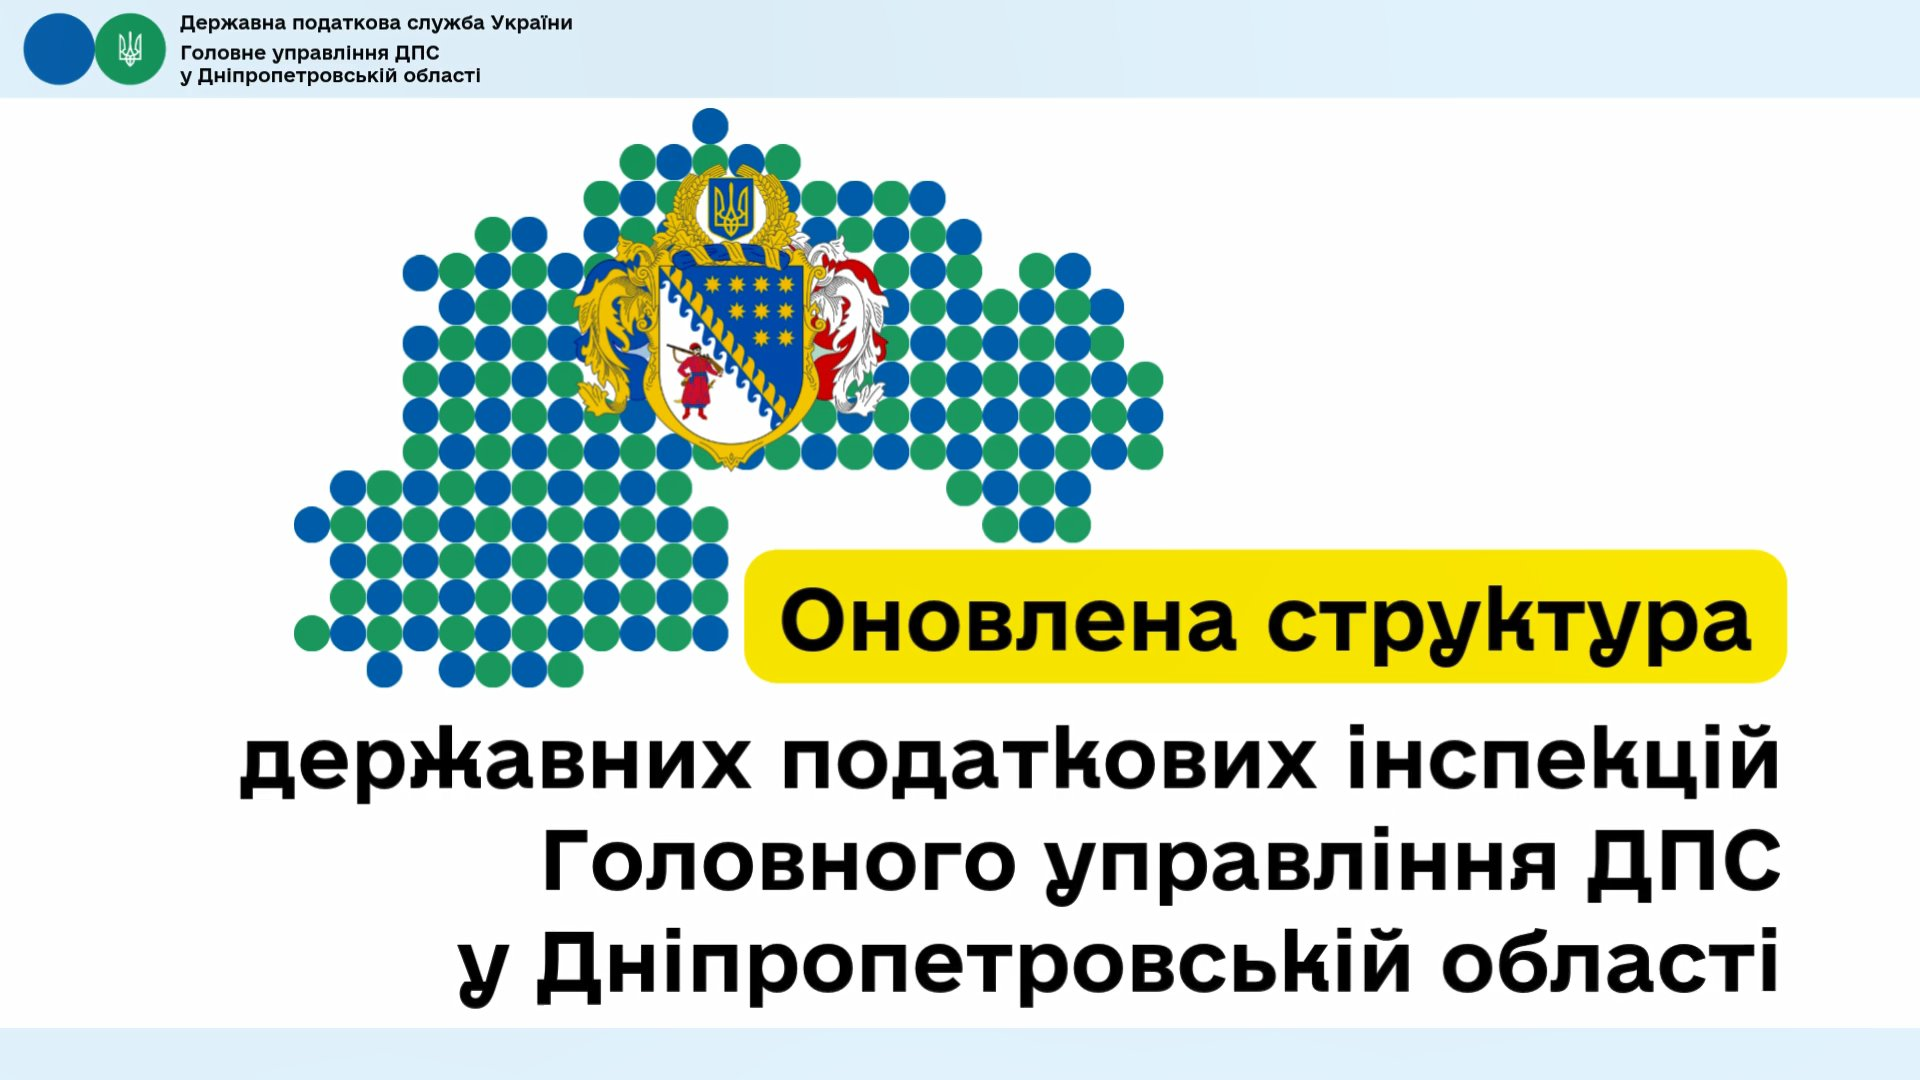 Державна податкова служба України
Головне управління ДПС
у Дніпропетровській області
Оновлена структура
державних податкових інспекцій
Головного управління ДПС
у Дніпропетровській області